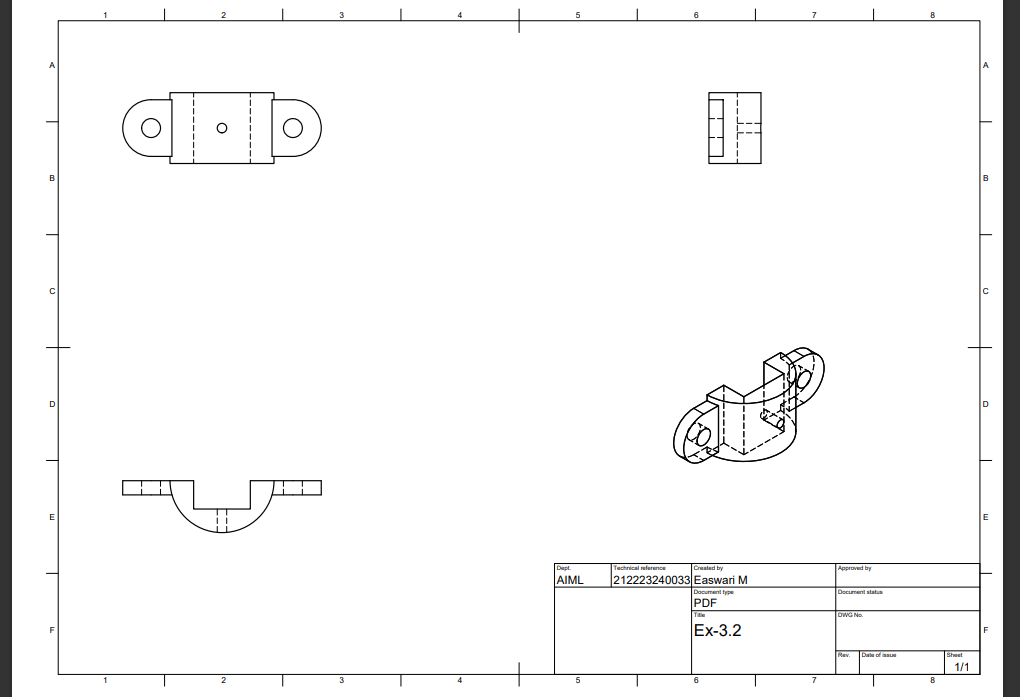 1 2 3 4 5 6 7 8
A A
B B
C C
D D
E E
F F
Dept. Technical reference Created by Approved by
AIML 212223240033 Easwari M
Document type Document status
PDF
Title DWG No.
Ex-3.2
Rev. Date of issue Sheet
1/1
1 2 3 4 5 6 7 8